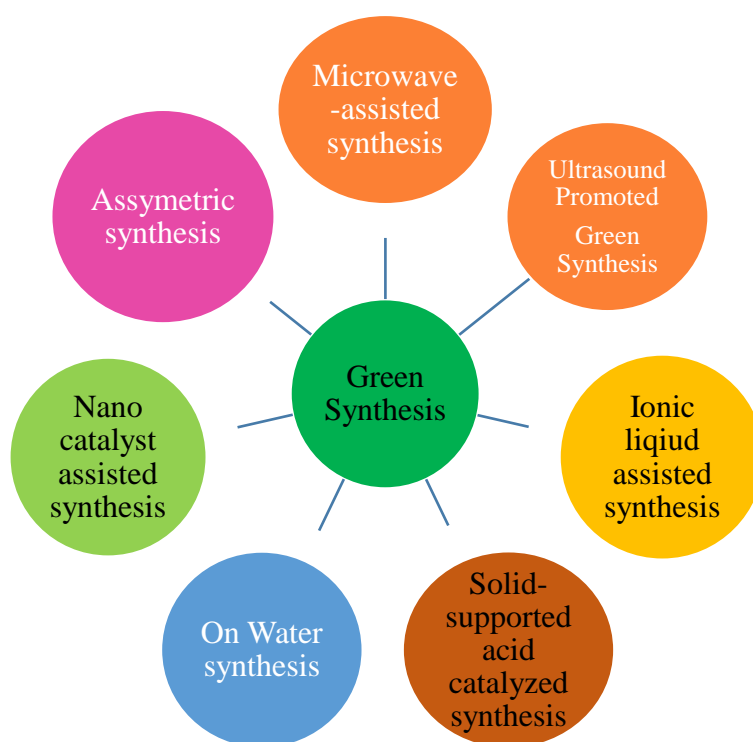 Microwave
-assisted
synthesis
Ultrasound
Promoted
Green
Synthesis
Assymetric
synthesis
Green
Synthesis
Nano
catalyst
assisted
synthesis
Ionic
liqiud
assisted
synthesis
On Water
synthesis
Solid-
supported
acid
catalyzed
synthesis